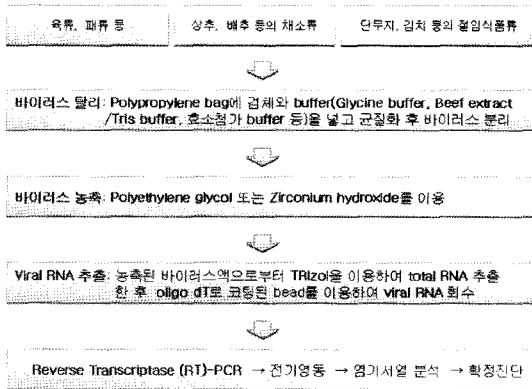 육류, 패류 등
상추, 배추 등의 채소류
단무지, 김치 등의 절임식품류
바이러스 탈리: Polypropylene bag에 검체와 buffer(Glycine buffer, Beef extract
/Tris buffer, 효소첨가 buffer 등)을 넣고 균질화 후 바이러스 분리
바이러스 농축: Polyethylene glycol 또는 Zirconium hydroxide를 이용
Viral RNA 추출: 농축된 바이러스액으로부터 TRIzol을 이용하여 total RNA 추출
한 후 oligo dT로 코팅된 bead를 이용하여 viral RNA 회수
Reverse Transcriptase (RT)-PCR → 전기영동 → 염기서열 분석 → 확정진단